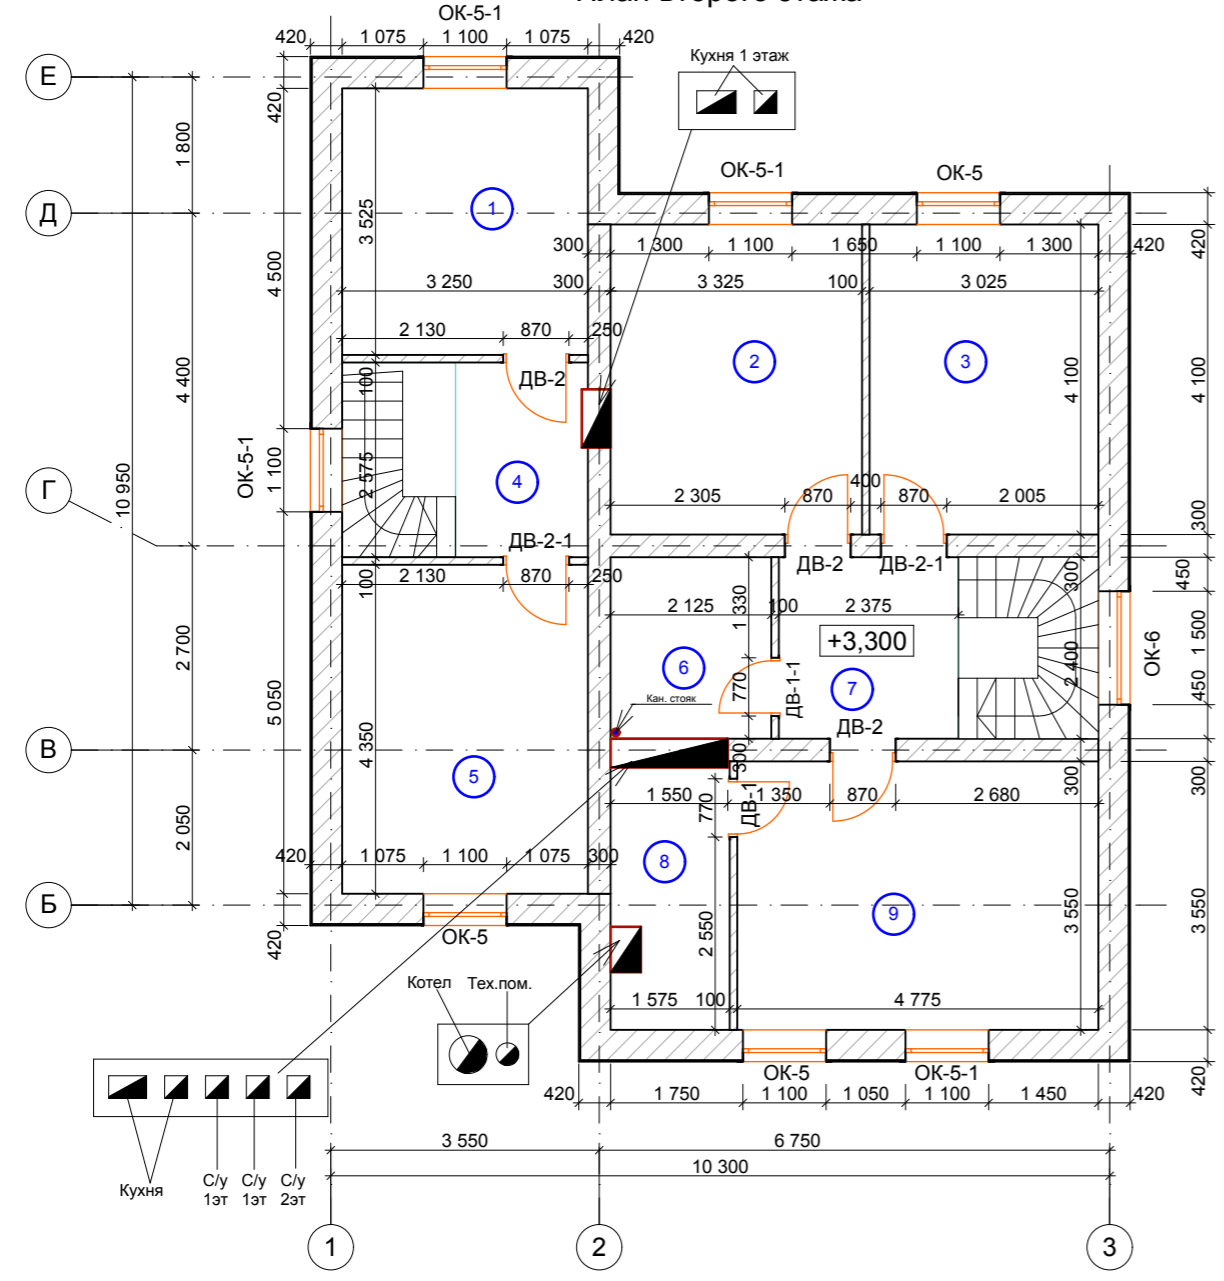 План второго этажа
ОК-5-1
420 1 075 1 100 1 075 420
Е
Кухня 1 этаж
420
1 800
ОК-5-1 ОК-5
Д
1
3 525
300 1 300 1 100 1 650 1 100 1 300 420
420
4 500
3 250 300 3 325 100 3 025
2 130 870 250
2 3
ДВ-2
100
4 400
4 100
4 100
ОК-5-1
1 100
2 575
4
400
2 305 870 870 2 005
Г
10 950
300
ДВ-2-1
ДВ-2 ДВ-2-1
100
2 130 870 250
300
450
2 125 1 330 100 2 375
+3,300
1 500
ОК-6
2 700
6
770
ДВ-1-1
7
2 400
450
Кан. стояк
5 050
ДВ-2
В
4 350
5
300
300
300
1 550 1 350 870 2 680
770
ДВ-1
2 050
420 1 075 1 100 1 075 300
8
Б
9
420
ОК-5
2 550
3 550
3 550
Котел Тех.пом.
1 575 100 4 775
ОК-5 ОК-5-1
420 1 750 1 100 1 050 1 100 1 450 420
420
3 550 6 750
10 300
Кухня
С/у С/у С/у
1эт 1эт 2эт
1 2 3